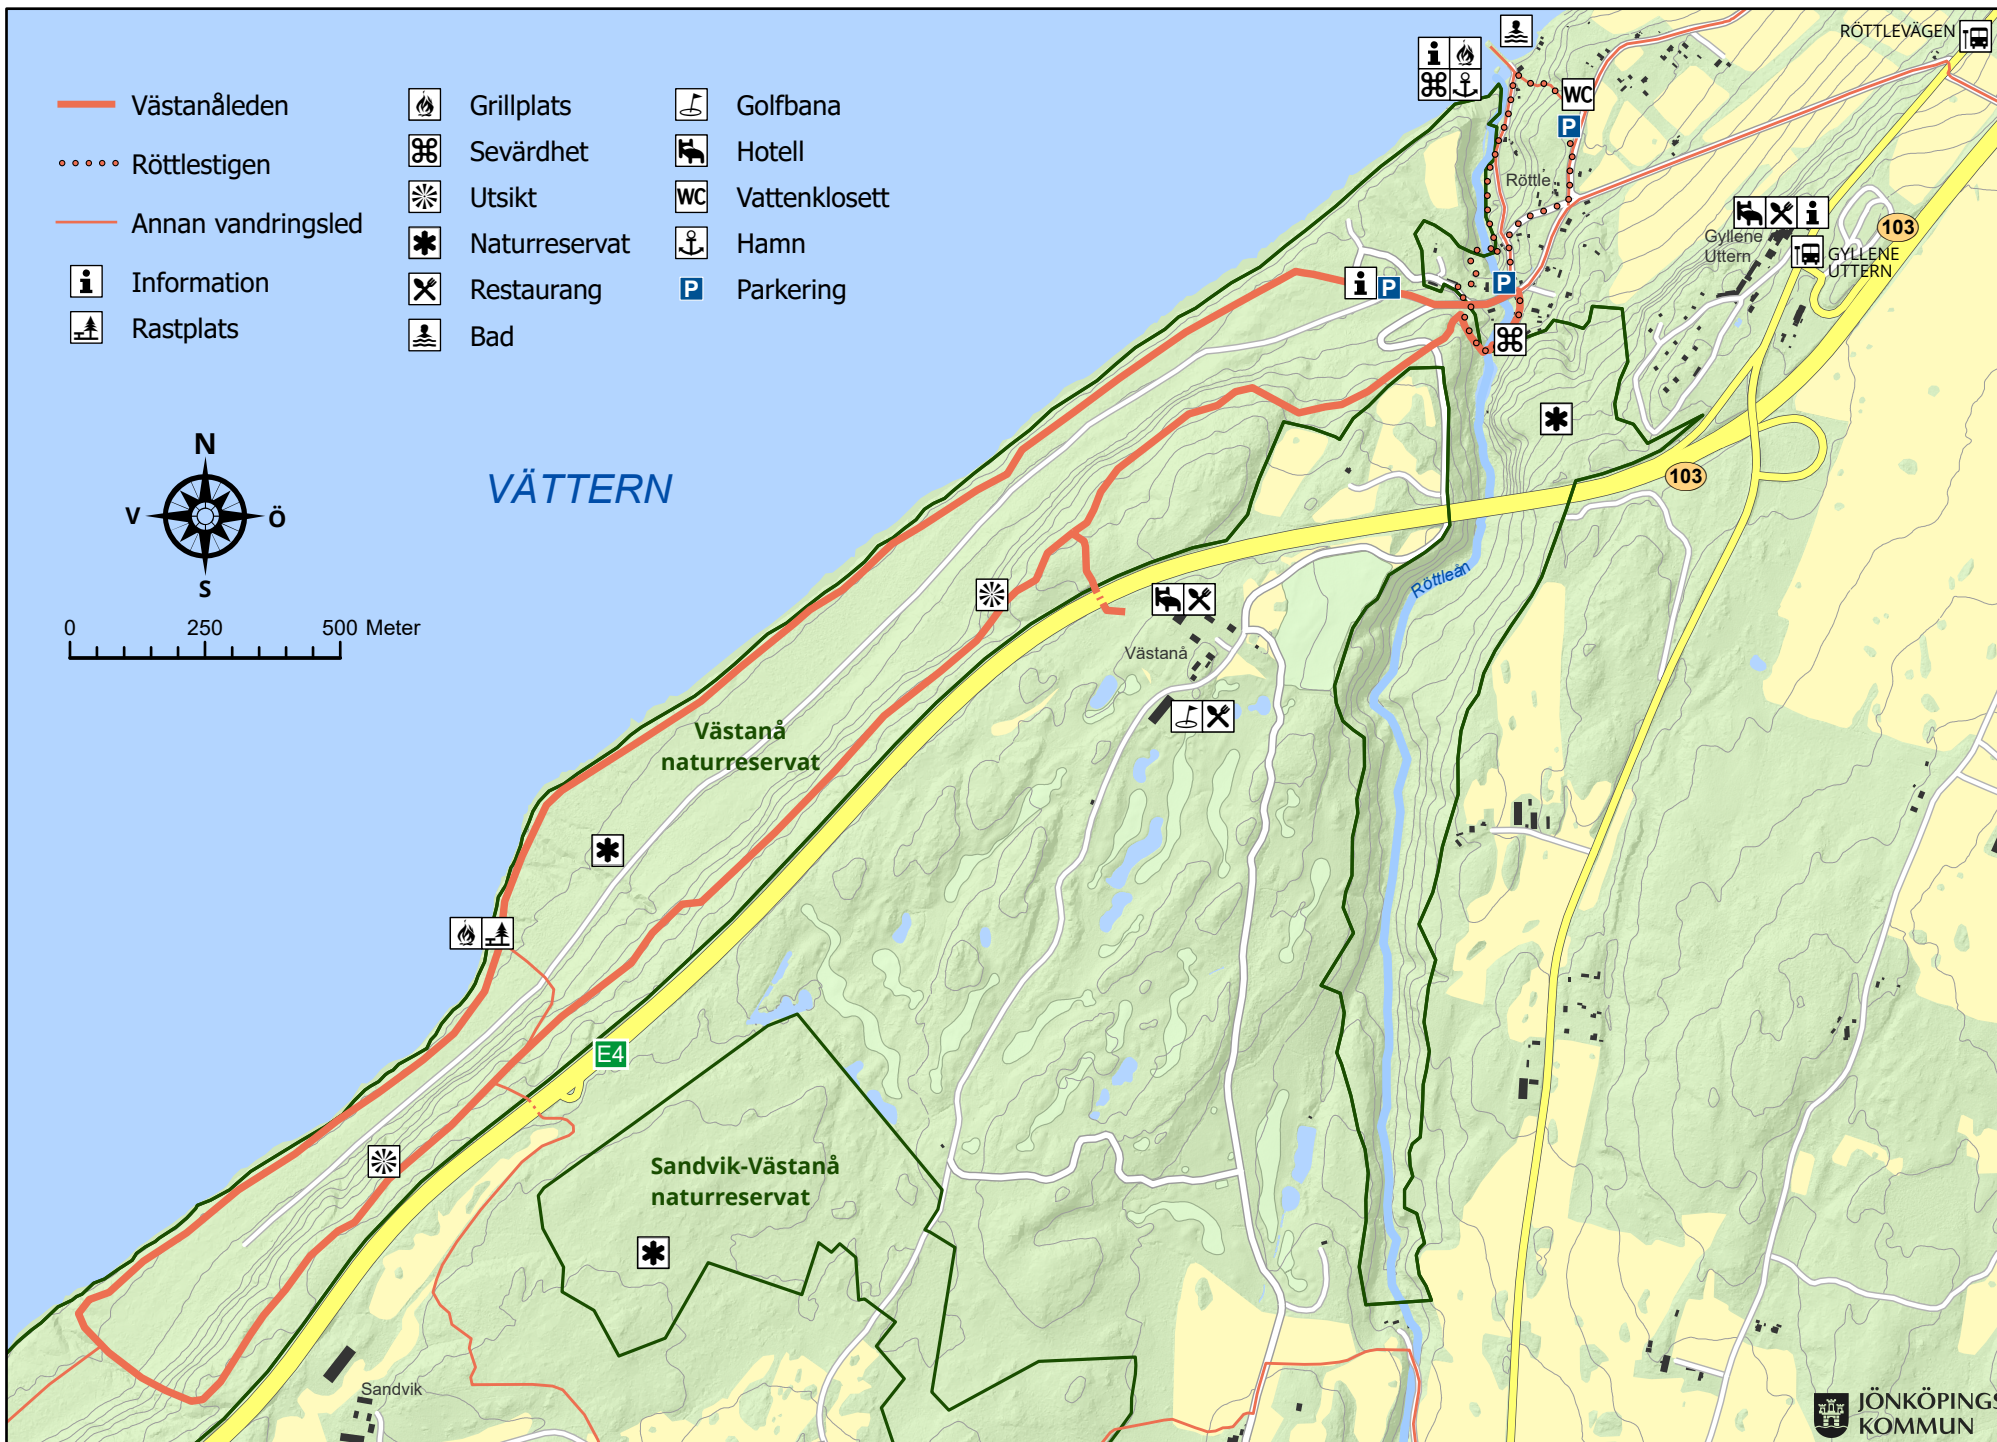 Västanåleden
Röttlestigen
Annan vandringsled
Information
Rastplats
Grillplats
Sevärdhet
Utsikt
Naturreservat
Restaurang
Bad
Golfbana
Hotell
WC Vattenklosett
Hamn
P Parkering
N
V Ö
S
0 250 500 Meter
VÄTTERN
RÖTTLEVÄGEN
WC
P
Röttle
Gyllene
Uttern
GYLLENE
UTTERN
103
P
P
103
Röttleån
Västanå
Västanå
naturreservat
E4
Sandvik-Västanå
naturreservat
Sandvik
JÖNKÖPINGS
KOMMUN